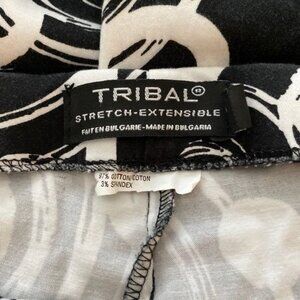 TRIBAL®
STRETCH-EXTENSIBLE
FAIT EN BULGARIE-MADE IN BULGARIA
97% COTTON/COTON
3% SPANDEX